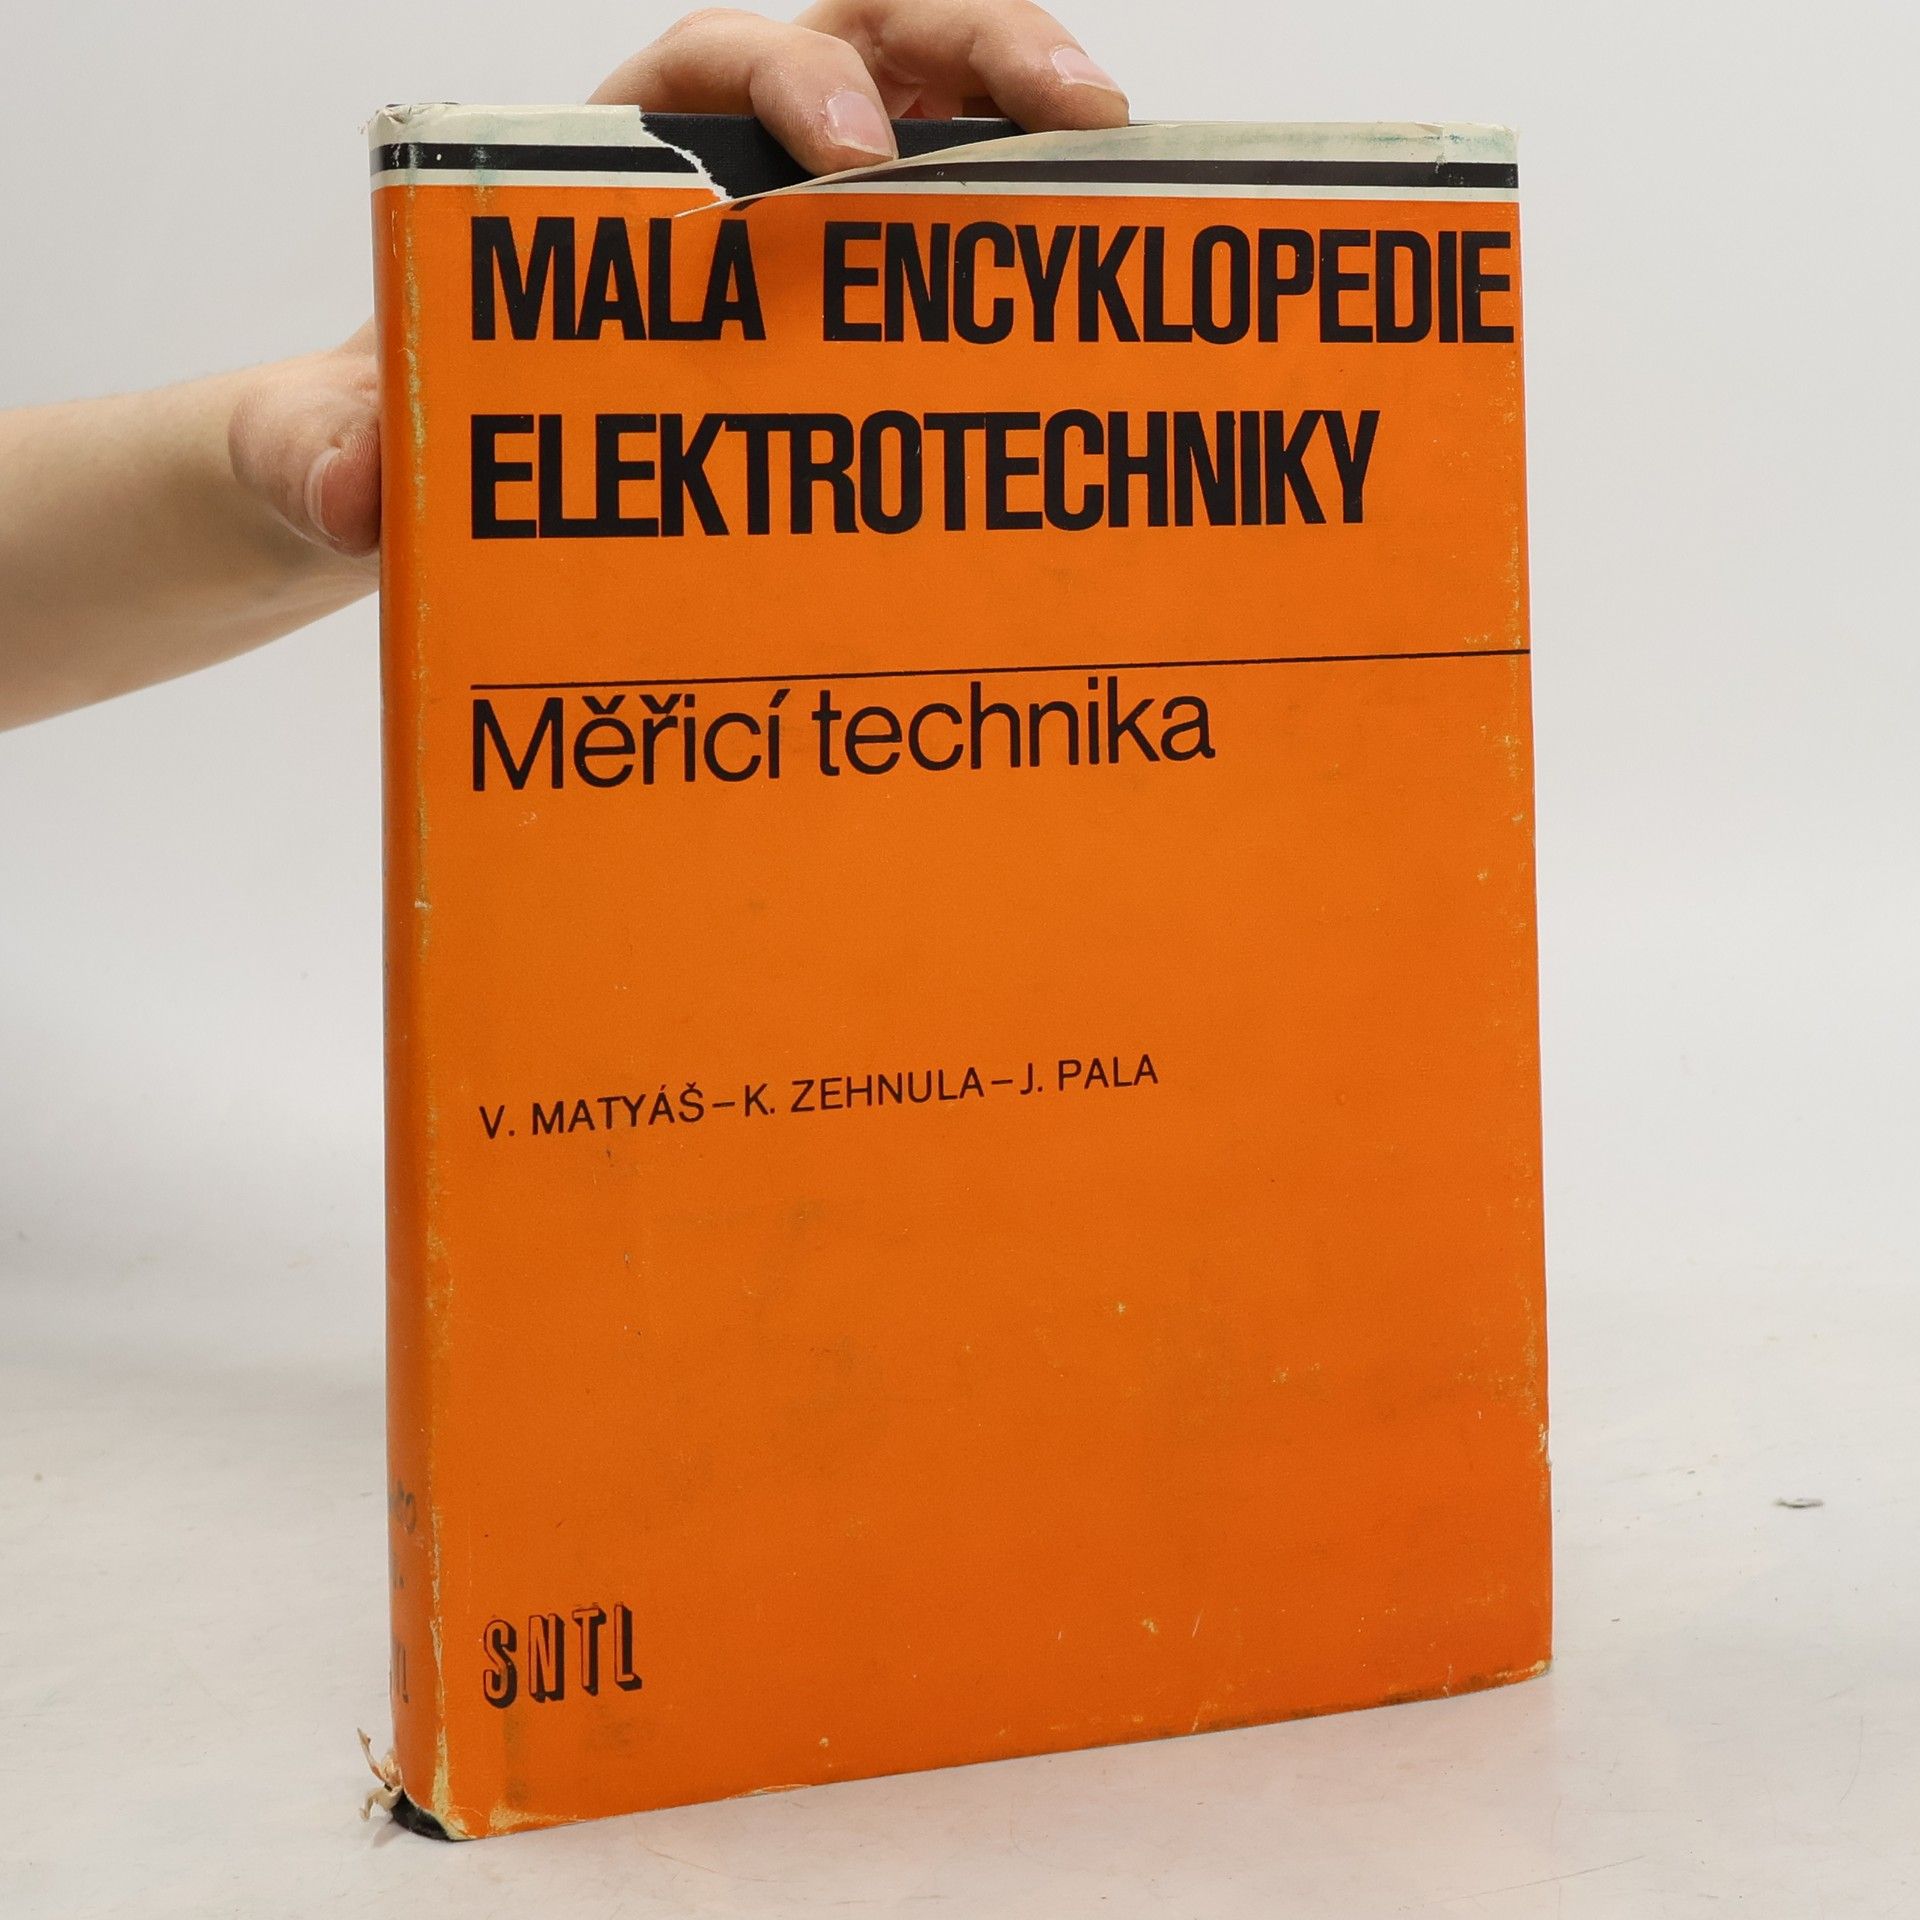 MALÁ ENCYKLOPEDIE
ELEKTROTECHNIKY
Měřicí technika
V. MATYÁŠ–K. ZEHNULA–J. PALA
SNTL